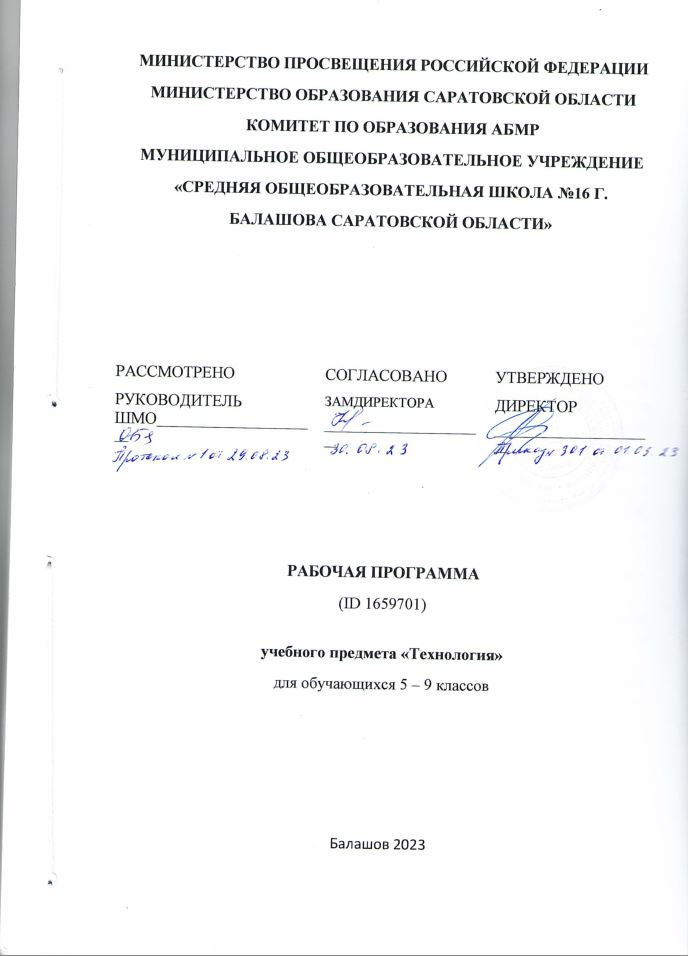 МИНИСТЕРСТВО ПРОСВЕЩЕНИЯ РОССИЙСКОЙ ФЕДЕРАЦИИ
МИНИСТЕРСТВО ОБРАЗОВАНИЯ САРАТОВСКОЙ ОБЛАСТИ
КОМИТЕТ ПО ОБРАЗОВАНИЯ АБМР
МУНИЦИПАЛЬНОЕ ОБЩЕОБРАЗОВАТЕЛЬНОЕ УЧРЕЖДЕНИЕ
«СРЕДНЯЯ ОБЩЕОБРАЗОВАТЕЛЬНАЯ ШКОЛА №16 Г.
БАЛАШОВА САРАТОВСКОЙ ОБЛАСТИ»
РАССМОТРЕНО
РУКОВОДИТЕЛЬ
ШМО
Протокол №1 от 29.08.23
СОГЛАСОВАНО
ЗАМДИРЕКТОРА
30.08.23
УТВЕРЖДЕНО
ДИРЕКТОР
Приказ 301 от 01.09.23
РАБОЧАЯ ПРОГРАММА
(ID 1659701)
учебного предмета «Технология»
для обучающихся 5 – 9 классов
Балашов 2023